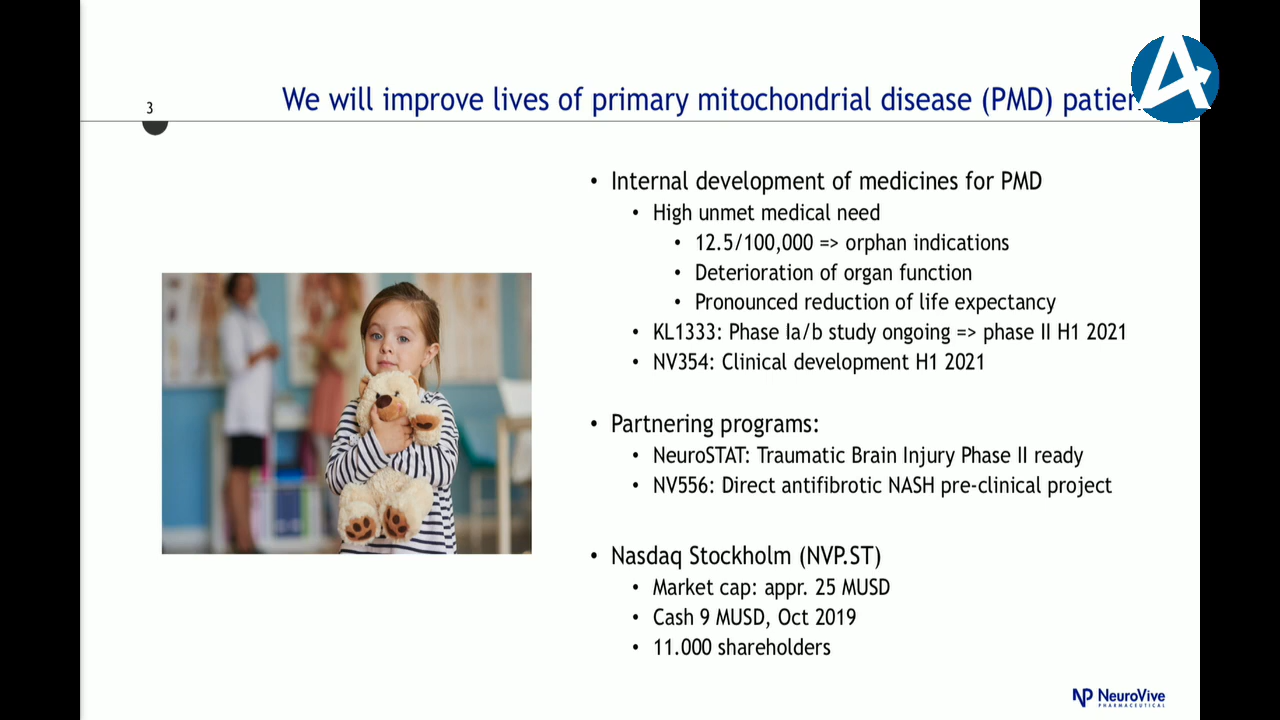 3
We will improve lives of primary mitochondrial disease (PMD) patien
• Internal development of medicines for PMD
• High unmet medical need
• 12.5/100,000 => orphan indications
• Deterioration of organ function
• Pronounced reduction of life expectancy
• KL1333: Phase Ia/b study ongoing => phase II H1 2021
• NV354: Clinical development H1 2021
• Partnering programs:
• NeuroSTAT: Traumatic Brain Injury Phase II ready
• NV556: Direct antifibrotic NASH pre-clinical project
• Nasdaq Stockholm (NVP.ST)
• Market cap: appr. 25 MUSD
• Cash 9 MUSD, Oct 2019
• 11.000 shareholders
NP NeuroVive
PHARMACEUTICAL